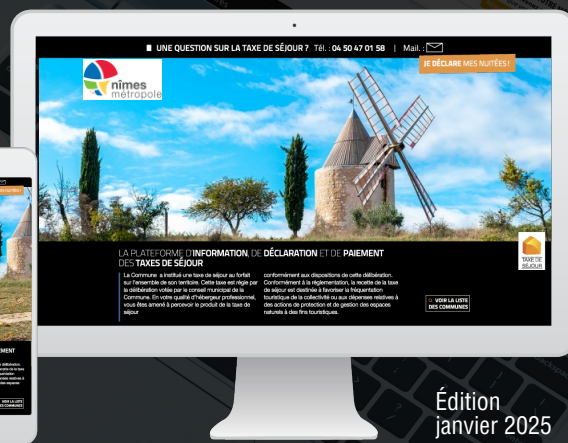 UNE QUESTION SUR LA TAXE DE SÉJOUR ? Tél. : 04 50 47 01 58 | Mail. :
JE DÉCLARE MES NUITÉES !
nîmes
métropole
LA PLATEFORME D'INFORMATION, DE DÉCLARATION ET DE PAIEMENT
DES TAXES DE SÉJOUR
La Commune a institué une taxe de séjour au forfait
sur l'ensemble de son territoire. Cette taxe est régie par
la délibération votée par le conseil municipal de la
Commune. En votre qualité d'hébergeur professionnel,
vous êtes amené à percevoir le produit de la taxe de
séjour
conformément aux dispositions de cette délibération.
Conformément à la réglementation, la recette de la taxe
de séjour est destinée à favoriser la fréquentation
touristique de la collectivité ou aux dépenses relatives à
des actions de protection et de gestion des espaces
naturels à des fins touristiques.
TAXE DE
SÉJOUR
VOIR LA LISTE
DES COMMUNES
VOIR LA LISTE
DES COMMUNES
Édition
janvier 2025